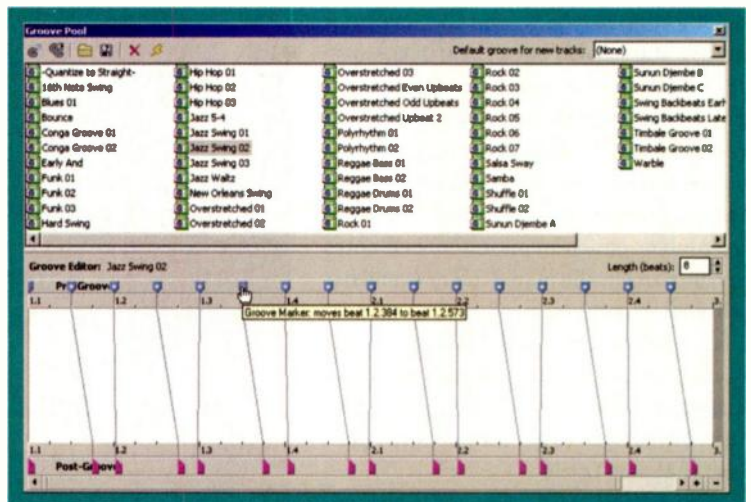 Groove Pool
Default groove for new tracks: (None)
-Quantize to Straight-
16th Note Swing
Blues 01
Bounce
Conga Groove 01
Conga Groove 02
Early And
Funk 01
Funk 02
Funk 03
Hard Swing
Hip Hop 01
Hip Hop 02
Hip Hop 03
Jazz 5-4
Jazz Swing 01
Jazz Swing 02
Jazz Swing 03
Jazz Waltz
New Orleans Swing
Overstretched 01
Overstretched 02
Overstretched 03
Overstretched Even Upbeats
Overstretched Odd Upbeats
Overstretched Upbeat 2
Polyrhythm 01
Polyrhythm 02
Reggae Bass 01
Reggae Bass 02
Reggae Drums 01
Reggae Drums 02
Rock 01
Rock 02
Rock 03
Rock 04
Rock 05
Rock 06
Rock 07
Salsa Sway
Samba
Shuffle 01
Shuffle 02
Sunun Djembe A
Sunun Djembe B
Sunun Djembe C
Swing Backbeats
Swing Backbeats Late
Timbale Groove 01
Timbale Groove 02
Warble
Groove Editor: Jazz Swing 02
Length (beats): 8
1.1 1.2 1.3 1.4 2.1 2.2 2.3 2.4 3.
Groove Marker: moves beat 1.2.384 to beat 1.2.573
1.1 1.2 1.3 1.4 2.1 2.2 2.3 2.4 3.